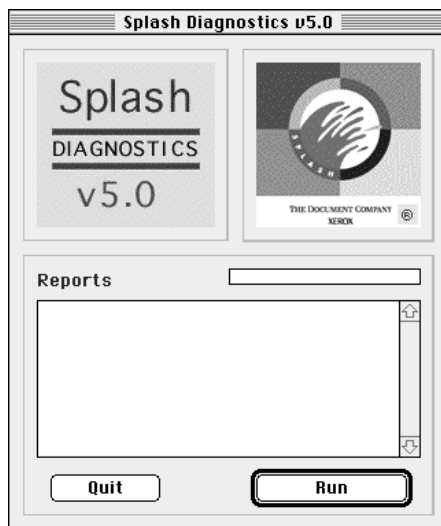 Splash Diagnostics v5.0
Splash
DIAGNOSTICS
v5.0
SPLASH
THE DOCUMENT COMPANY
XEROX
®
Reports
Quit
Run